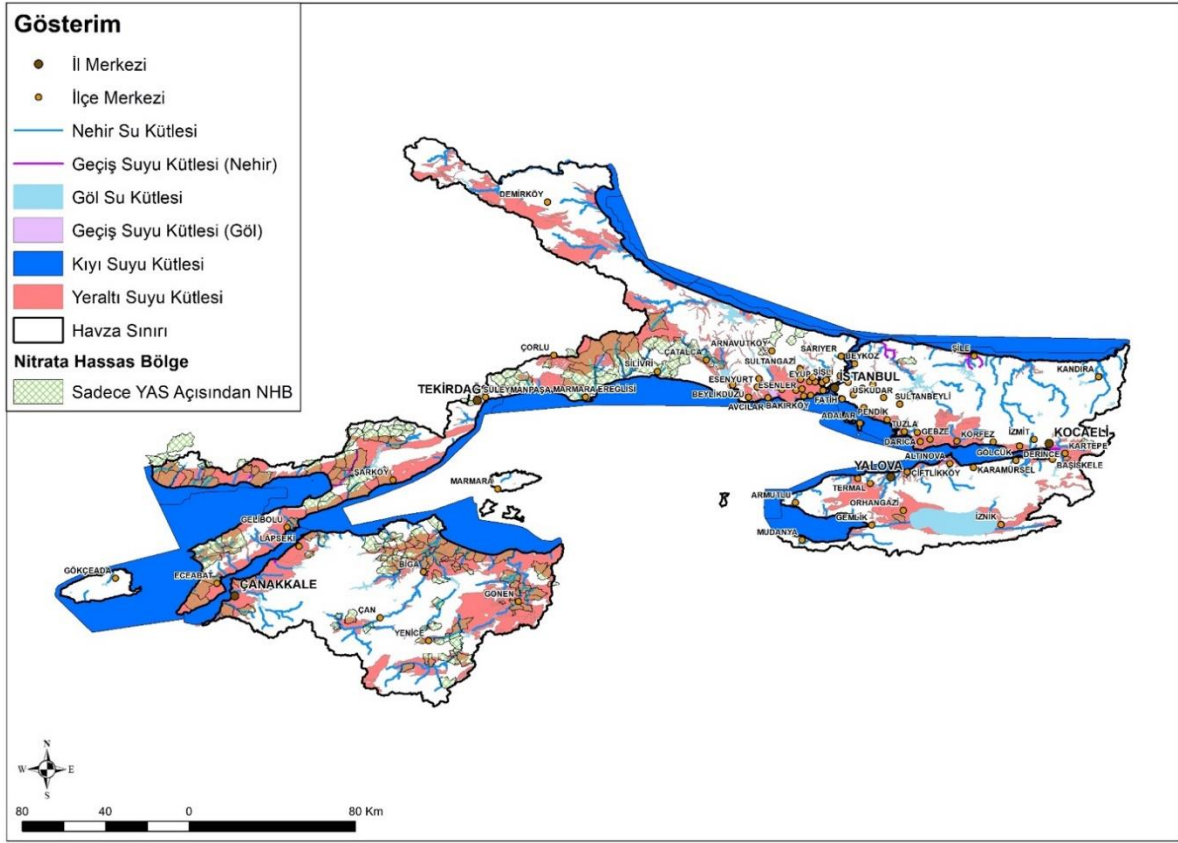 Gösterim
İl Merkezi
İlçe Merkezi
Nehir Su Kütlesi
Geçiş Suyu Kütlesi (Nehir)
Göl Su Kütlesi
Geçiş Suyu Kütlesi (Göl)
Kıyı Suyu Kütlesi
Yeraltı Suyu Kütlesi
Havza Sınırı
Nitrata Hassas Bölge
Sadece YAS Açısından NHB
DEMİRKÖY
ÇORLU
SİLİVRİ
ÇATALCA
ARNAVUTKÖY
SULTANGAZİ
SARIYER
BEYKOZ
ŞİLE
KANDIRA
TEKİRDAĞ
SÜLEYMANPAŞA
MARMARA EREĞLİSİ
ESENYURT
BEYLİKDÜZÜ
AVCILAR
ESENLER
BAKIRKÖY
EYÜP
ŞİŞLİ
İSTANBUL
FATİH
ÜSKÜDAR
SULTANBEYLİ
ADALAR
PENDİK
TUZLA
GEBZE
DARICA
KÖRFEZ
İZMİT
KOCAELİ
GÖLCÜK
DERİNCE
KARTEPE
BAŞİSKELE
ALTINOVA
KARAMÜRSEL
YALOVA
ÇİFTLİKKÖY
TERMAL
ARMUTLU
ORHANGAZİ
GEMLİK
İZNİK
MUDANYA
ŞARKÖY
MARMARA
GELİBOLU
LAPSEKİ
GÖKÇEADA
ECEABAT
ÇANAKKALE
BİGA
GÖNEN
ÇAN
YENİCE
N
W E
S
80 40 0 80 Km